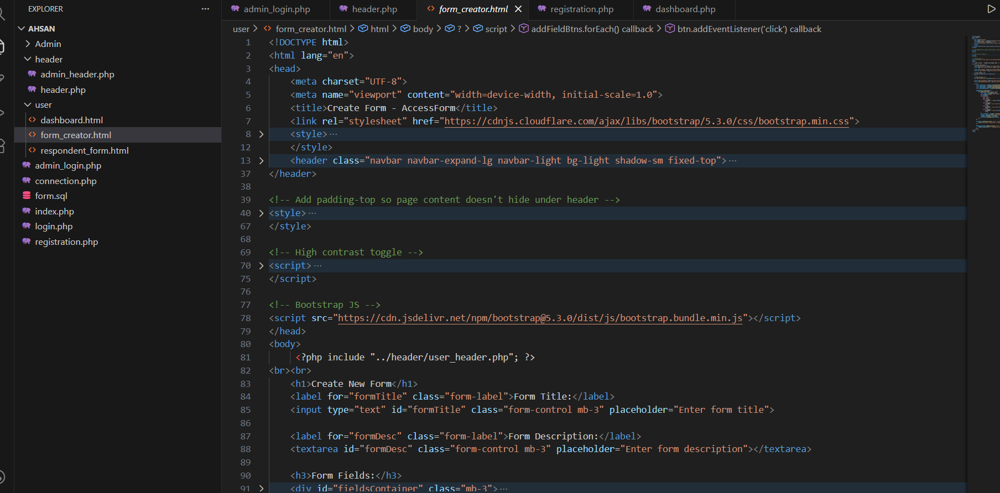 EXPLORER ···
AHSAN
Admin
header
admin_header.php
header.php
user
dashboard.html
form_creator.html
respondent_form.html
admin_login.php
connection.php
form.sql
index.php
login.php
registration.php
admin_login.php header.php form_creator.html registration.php dashboard.php
user > form_creator.html > html > body > ? > script > addFieldBtns.forEach() callback > btn.addEventListener('click') callback
1 <!DOCTYPE html>
2 <html lang="en">
3 <head>
4 <meta charset="UTF-8">
5 <meta name="viewport" content="width=device-width, initial-scale=1.0">
6 <title>Create Form - AccessForm</title>
7 <link rel="stylesheet" href="https://cdnjs.cloudflare.com/ajax/libs/bootstrap/5.3.0/css/bootstrap.min.css">
8 <style>···
12 </style>
13 <header class="navbar navbar-expand-lg navbar-light bg-light shadow-sm fixed-top">···
37 </header>
38
39 <!-- Add padding-top so page content doesn't hide under header -->
40 <style>···
67 </style>
68
69 <!-- High contrast toggle -->
70 <script>···
75 </script>
76
77 <!-- Bootstrap JS -->
78 <script src="https://cdn.jsdelivr.net/npm/bootstrap@5.3.0/dist/js/bootstrap.bundle.min.js"></script>
79 </head>
80 <body>
81 <?php include "../header/user_header.php"; ?>
82 <br><br>
83 <h1>Create New Form</h1>
84 <label for="formTitle" class="form-label">Form Title:</label>
85 <input type="text" id="formTitle" class="form-control mb-3" placeholder="Enter form title">
86
87 <label for="formDesc" class="form-label">Form Description:</label>
88 <textarea id="formDesc" class="form-control mb-3" placeholder="Enter form description"></textarea>
89
90 <h3>Form Fields:</h3>
91 <div id="fieldsContainer" class="mb-3">···